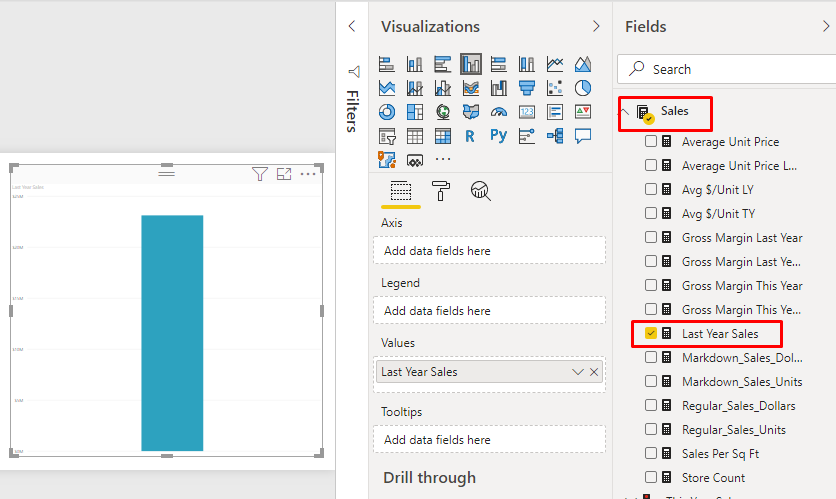 Visualizations
Fields
Filters
Search
Sales
R
Py
123
Average Unit Price
Average Unit Price L...
Avg $/Unit LY
Avg $/Unit TY
Gross Margin Last Year
Gross Margin Last Ye...
Gross Margin This Year
Gross Margin This Ye...
Last Year Sales
Markdown_Sales_Dol...
Markdown_Sales_Units
Regular_Sales_Dollars
Regular_Sales_Units
Sales Per Sq Ft
Store Count
Axis
Add data fields here
Legend
Add data fields here
Values
Last Year Sales
Tooltips
Add data fields here
Drill through
Last Year Sales
$25M
$20M
$15M
$10M
$5M
$0M